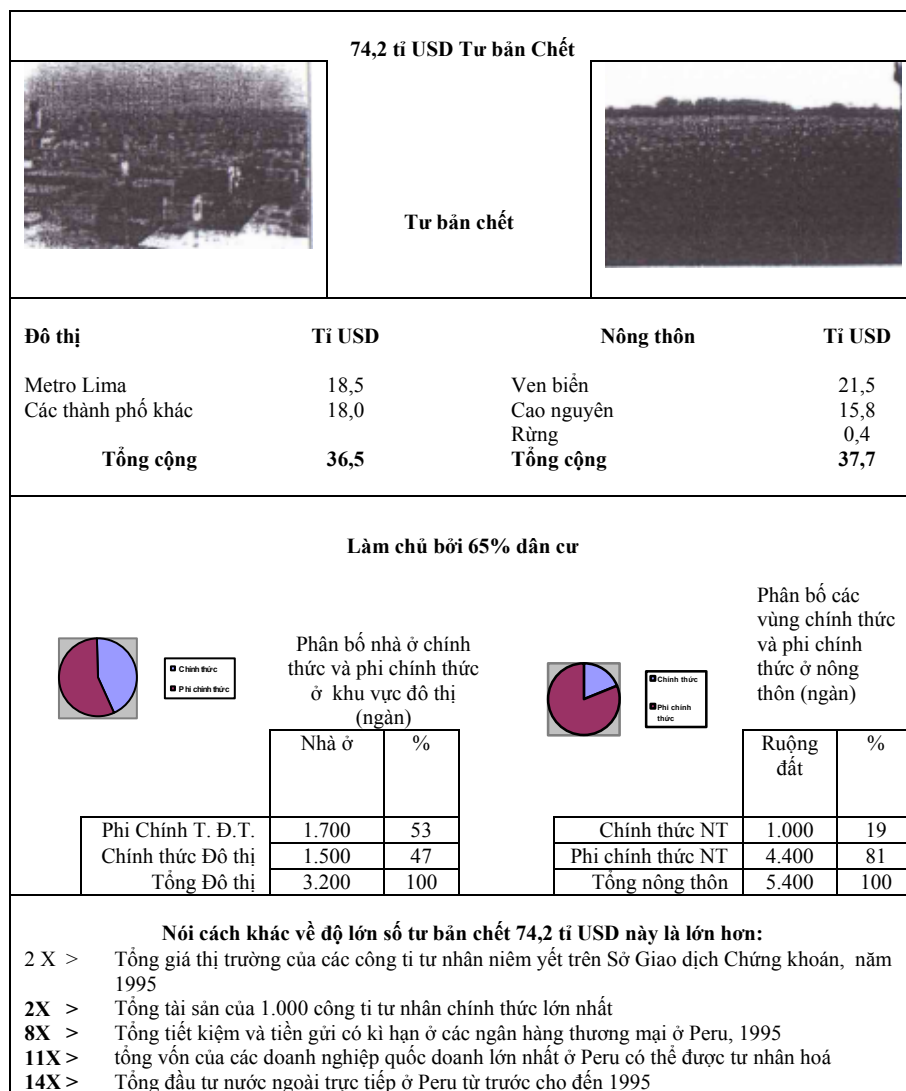 74,2 tỉ USD Tư bản Chết
Tư bản chết
Đô thị Tỉ USD Nông thôn Tỉ USD
Metro Lima 18,5 Ven biển 21,5
Các thành phố khác 18,0 Cao nguyên 15,8
Rừng 0,4
Tổng cộng 36,5 Tổng cộng 37,7
Làm chủ bởi 65% dân cư
Chính thức
Phi chính thức
Phân bố nhà ở chính
thức và phi chính thức
ở khu vực đô thị
(ngàn)
Chính thức
Phi chính
thức
Phân bố các
vùng chính thức
và phi chính
thức ở nông
thôn (ngàn)
Nhà ở %
Phi Chính T. Đ.T. 1.700 53
Chính thức Đô thị 1.500 47
Tổng Đô thị 3.200 100
Ruộng %
đất
Chính thức NT 1.000 19
Phi chính thức NT 4.400 81
Tổng nông thôn 5.400 100
Nói cách khác về độ lớn số tư bản chết 74,2 tỉ USD này là lớn hơn:
2 X > Tổng giá thị trường của các công ti tư nhân niêm yết trên Sở Giao dịch Chứng khoán, năm
1995
2X > Tổng tài sản của 1.000 công ti tư nhân chính thức lớn nhất
8X > Tổng tiết kiệm và tiền gửi có kì hạn ở các ngân hàng thương mại ở Peru, 1995
11X > tổng vốn của các doanh nghiệp quốc doanh lớn nhất ở Peru có thể được tư nhân hoá
14X > Tổng đầu tư nước ngoài trực tiếp ở Peru từ trước cho đến 1995